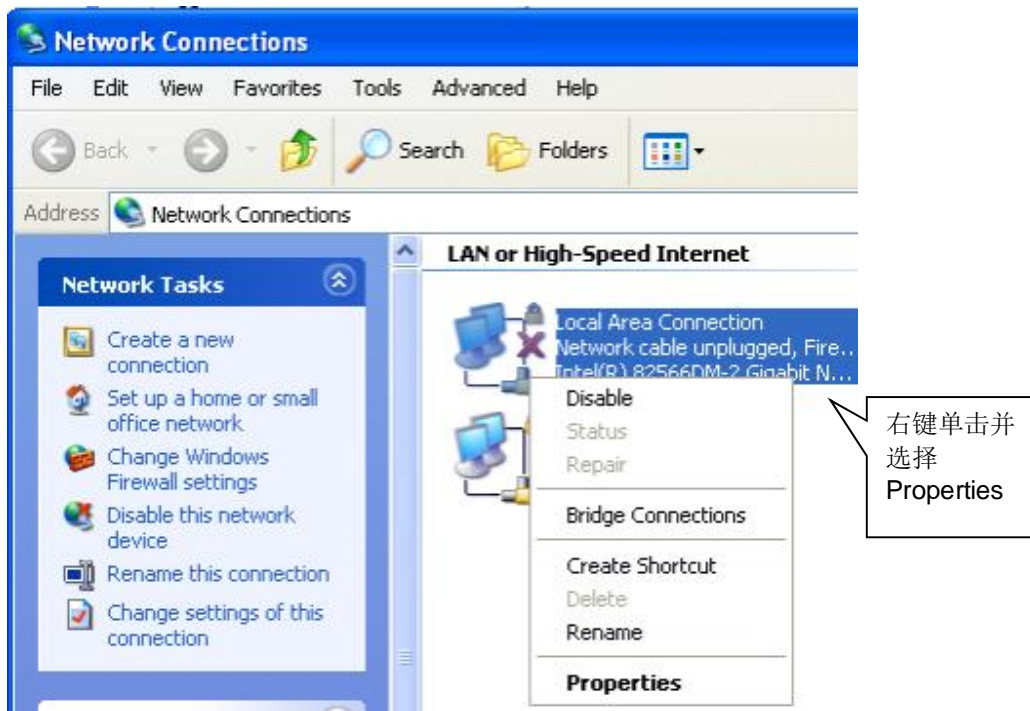 Network Connections
File Edit View Favorites Tools Advanced Help
Back Search Folders
Address Network Connections
Network Tasks
Create a new
connection
Set up a home or small
office network
Change Windows
Firewall settings
Disable this network
device
Rename this connection
Change settings of this
connection
LAN or High-Speed Internet
Local Area Connection
Network cable unplugged, Fire...
Intel(R) 82566DM-2 Gigabit N...
Disable
Status
Repair
Bridge Connections
Create Shortcut
Delete
Rename
Properties
右键单击并
选择
Properties